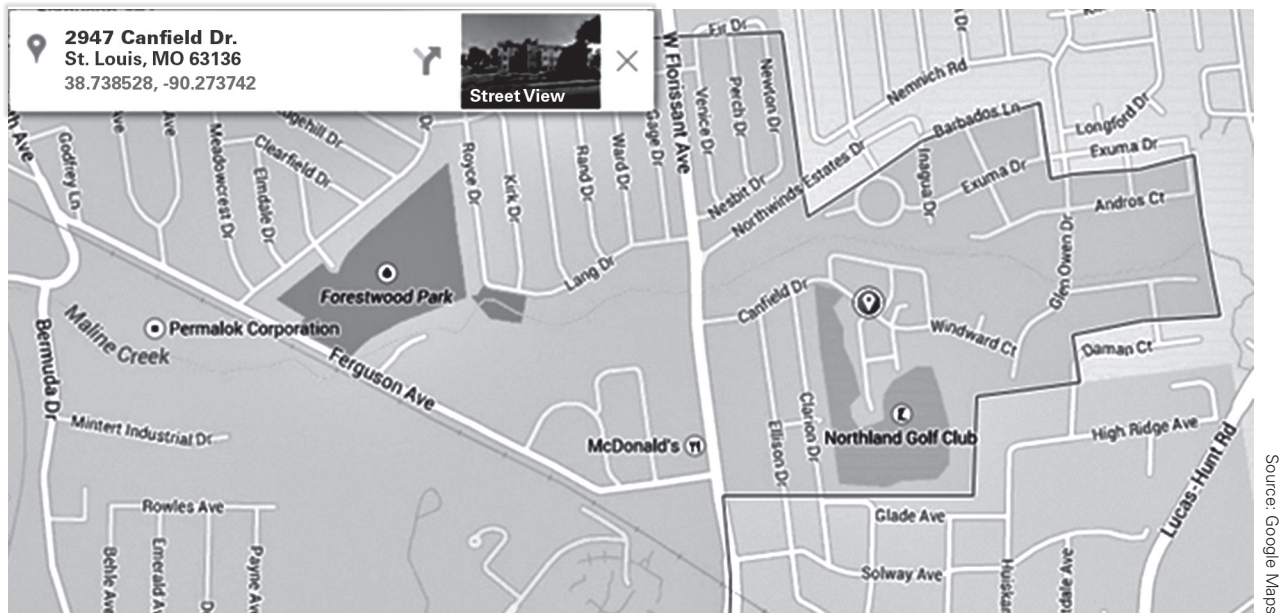 2947 Canfield Dr.
St. Louis, MO 63136
38.738528, -90.273742
Street View
W Florissant Ave
Fir Dr
Newton Dr
Perch Dr
Venice Dr
Gage Dr
Ward Dr
Rand Dr
Kirk Dr
Royce Dr
Dr
Clearfield Dr
Elmdale Dr
Meadowcrest Dr
Ave
Godfrey Ln
Ave
Nemnich Rd
Barbados Ln
Longford Dr
Exuma Dr
Exuma Dr
Inagua Dr
Andros Ct
Nesbit Dr
Northwinds Estates Dr
Glen Owen Dr
Lang Dr
Forestwood Park
Permalok Corporation
Maline Creek
Bermuda Dr
Ferguson Ave
Canfield Dr
Windward Ct
Daman Ct
Mintert Industrial Dr
McDonald's
Ellison Dr
Clarion Dr
Northland Golf Club
High Ridge Ave
Lucas-Hunt Rd
Rowles Ave
Behle Ave
Emerald A
Payne Av
Glade Ave
Solway Ave
dale Ave
Source: Google Maps